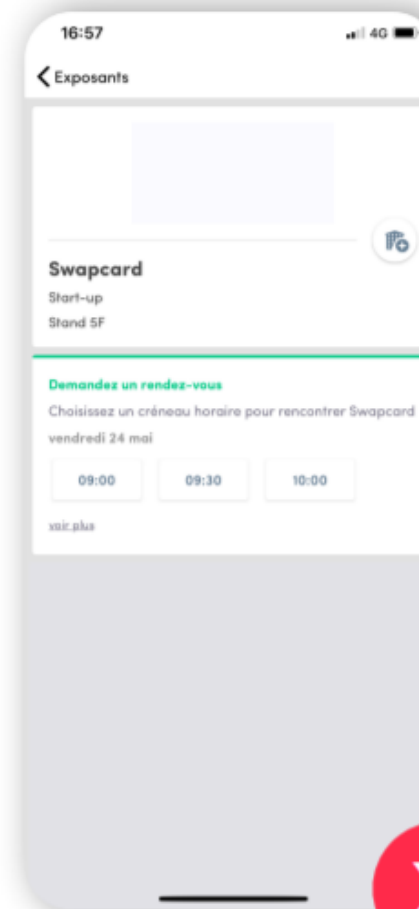 16:57 4G
Exposants
Swapcard
Start-up
Stand 5F
Demandez un rendez-vous
Choisissez un créneau horaire pour rencontrer Swapcard
vendredi 24 mai
09:00 09:30 10:00
voir plus